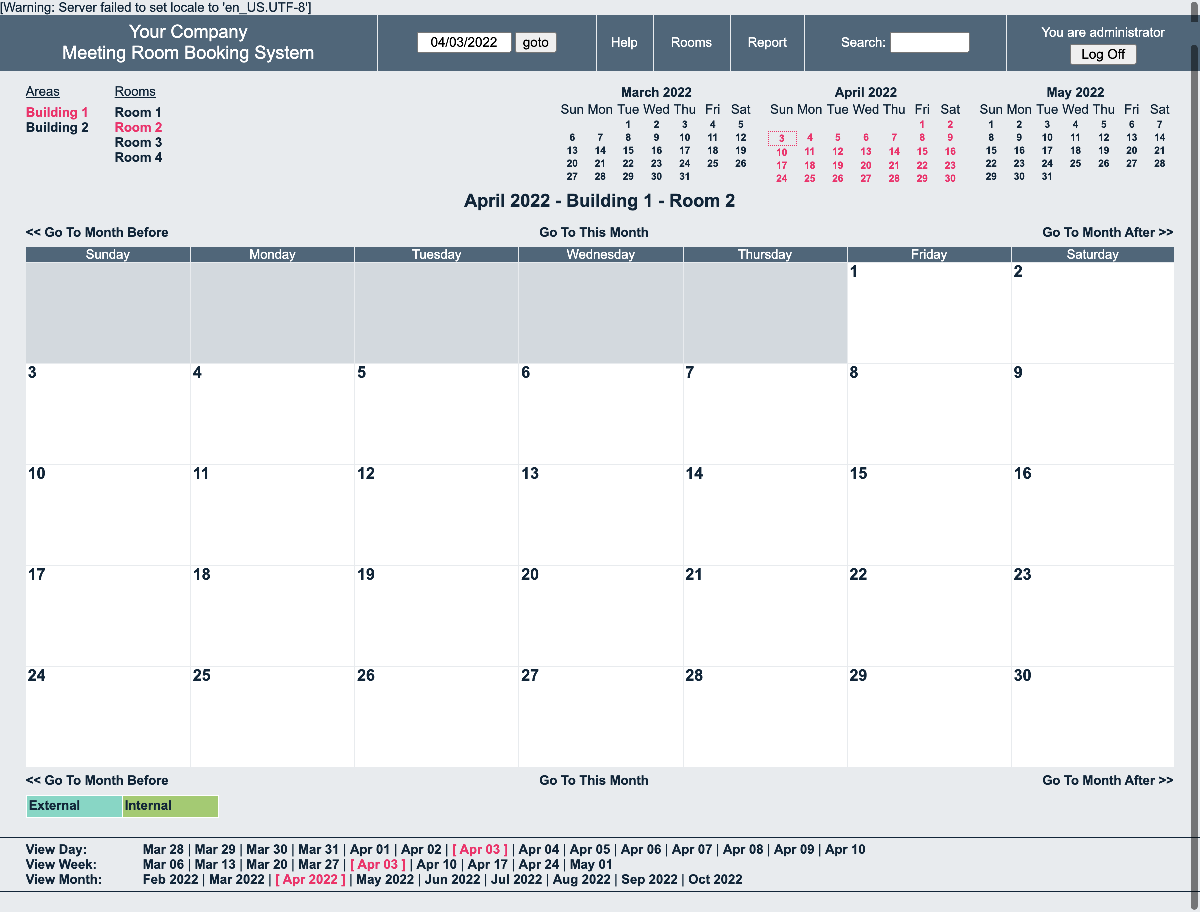 [Warning: Server failed to set locale to 'en_US.UTF-8']
Your Company
Meeting Room Booking System
04/03/2022 goto
Help
Rooms
Report
Search:
You are administrator
Log Off
Areas
Building 1
Building 2
Rooms
Room 1
Room 2
Room 3
Room 4
March 2022
Sun Mon Tue Wed Thu Fri Sat
1 2 3 4 5
6 7 8 9 10 11 12
13 14 15 16 17 18 19
20 21 22 23 24 25 26
27 28 29 30 31
April 2022
Sun Mon Tue Wed Thu Fri Sat
1 2
3 4 5 6 7 8 9
10 11 12 13 14 15 16
17 18 19 20 21 22 23
24 25 26 27 28 29 30
May 2022
Sun Mon Tue Wed Thu Fri Sat
1 2 3 4 5 6 7
8 9 10 11 12 13 14
15 16 17 18 19 20 21
22 23 24 25 26 27 28
29 30 31
April 2022 - Building 1 - Room 2
<< Go To Month Before Go To This Month Go To Month After >>
Sunday Monday Tuesday Wednesday Thursday Friday Saturday
1 2
3 4 5 6 7 8 9
10 11 12 13 14 15 16
17 18 19 20 21 22 23
24 25 26 27 28 29 30
<< Go To Month Before Go To This Month Go To Month After >>
External Internal
View Day: Mar 28 | Mar 29 | Mar 30 | Mar 31 | Apr 01 | Apr 02 | [ Apr 03 ] | Apr 04 | Apr 05 | Apr 06 | Apr 07 | Apr 08 | Apr 09 | Apr 10
View Week: Mar 06 | Mar 13 | Mar 20 | Mar 27 | [ Apr 03 ] | Apr 10 | Apr 17 | Apr 24 | May 01
View Month: Feb 2022 | Mar 2022 | [ Apr 2022 ] | May 2022 | Jun 2022 | Jul 2022 | Aug 2022 | Sep 2022 | Oct 2022